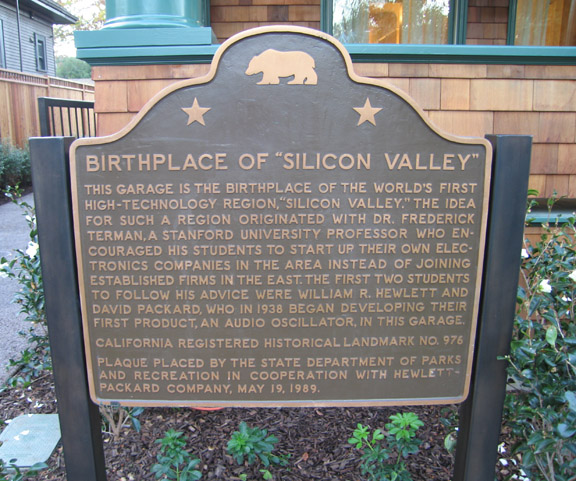 BIRTHPLACE OF "SILICON VALLEY"
THIS GARAGE IS THE BIRTHPLACE OF THE WORLD'S FIRST
HIGH-TECHNOLOGY REGION, "SILICON VALLEY." THE IDEA
FOR SUCH A REGION ORIGINATED WITH DR. FREDERICK
TERMAN, A STANFORD UNIVERSITY PROFESSOR WHO EN-
COURAGED HIS STUDENTS TO START UP THEIR OWN ELEC-
TRONICS COMPANIES IN THE AREA INSTEAD OF JOINING
ESTABLISHED FIRMS IN THE EAST. THE FIRST TWO STUDENTS
TO FOLLOW HIS ADVICE WERE WILLIAM R. HEWLETT AND
DAVID PACKARD, WHO IN 1938 BEGAN DEVELOPING THEIR
FIRST PRODUCT, AN AUDIO OSCILLATOR, IN THIS GARAGE.
CALIFORNIA REGISTERED HISTORICAL LANDMARK NO. 976
PLAQUE PLACED BY THE STATE DEPARTMENT OF PARKS
AND RECREATION IN COOPERATION WITH HEWLETT-
PACKARD COMPANY, MAY 19, 1989.